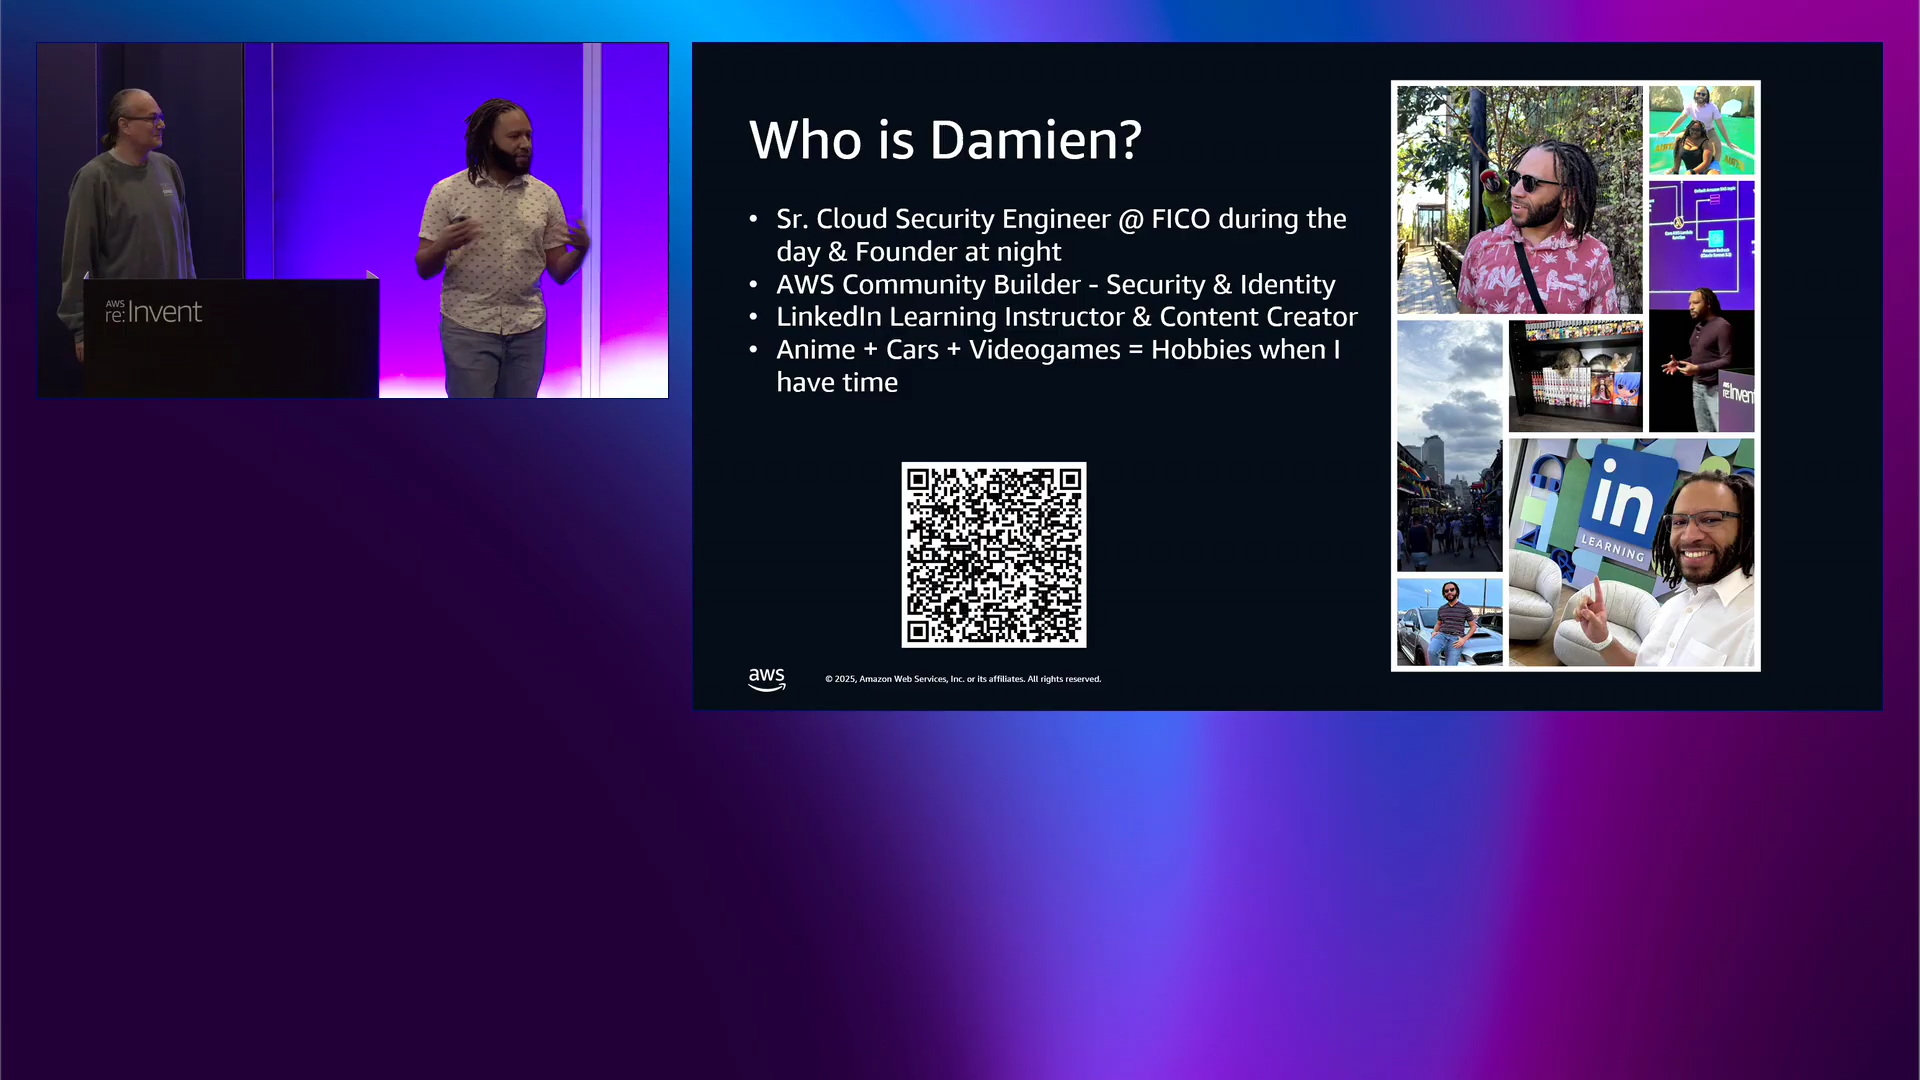 AWS
re:Invent
Who is Damien?
• Sr. Cloud Security Engineer @ FICO during the
day & Founder at night
• AWS Community Builder - Security & Identity
• LinkedIn Learning Instructor & Content Creator
• Anime + Cars + Videogames = Hobbies when I
have time
in
LEARNING
aws
© 2025, Amazon Web Services, Inc. or its affiliates. All rights reserved.